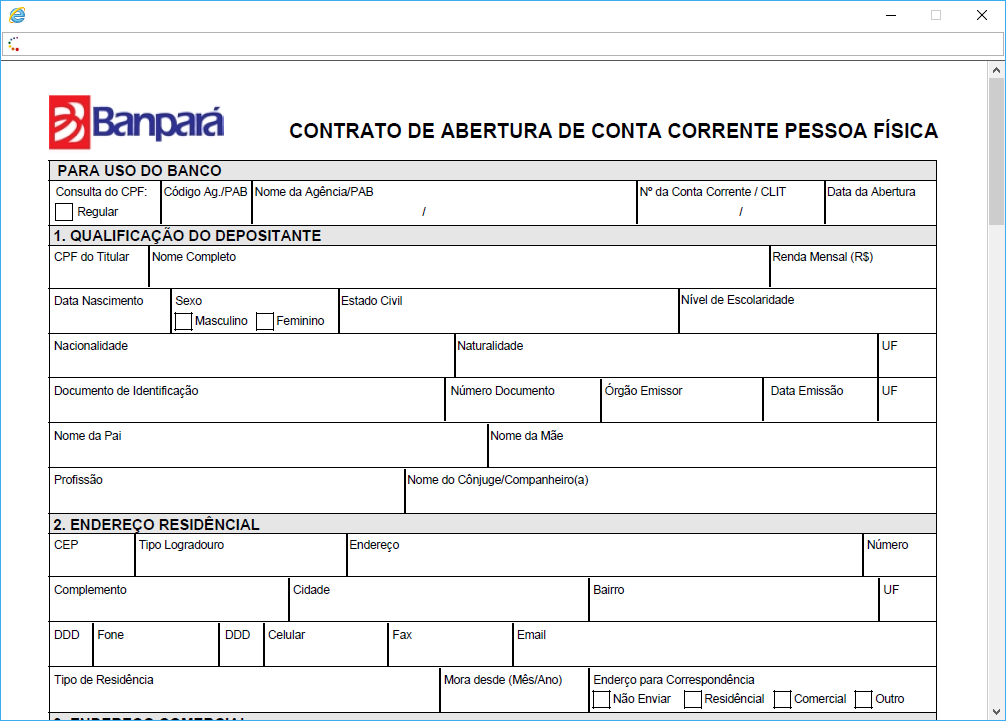 Banpará
CONTRATO DE ABERTURA DE CONTA CORRENTE PESSOA FÍSICA
PARA USO DO BANCO
Consulta do CPF: Código Ag./PAB Nome da Agência/PAB Nº da Conta Corrente / CLIT Data da Abertura
Regular / /
1. QUALIFICAÇÃO DO DEPOSITANTE
CPF do Titular Nome Completo Renda Mensal (R$)
Data Nascimento Sexo Estado Civil Nível de Escolaridade
Masculino Feminino
Nacionalidade Naturalidade UF
Documento de Identificação Número Documento Órgão Emissor Data Emissão UF
Nome da Pai Nome da Mãe
Profissão Nome do Cônjuge/Companheiro(a)
2. ENDEREÇO RESIDÊNCIAL
CEP Tipo Logradouro Endereço Número
Complemento Cidade Bairro UF
DDD Fone DDD Celular Fax Email
Tipo de Residência Mora desde (Mês/Ano) Enderço para Correspondência
Não Enviar Residêncial Comercial Outro
3. ENDEREÇO COMERCIAL